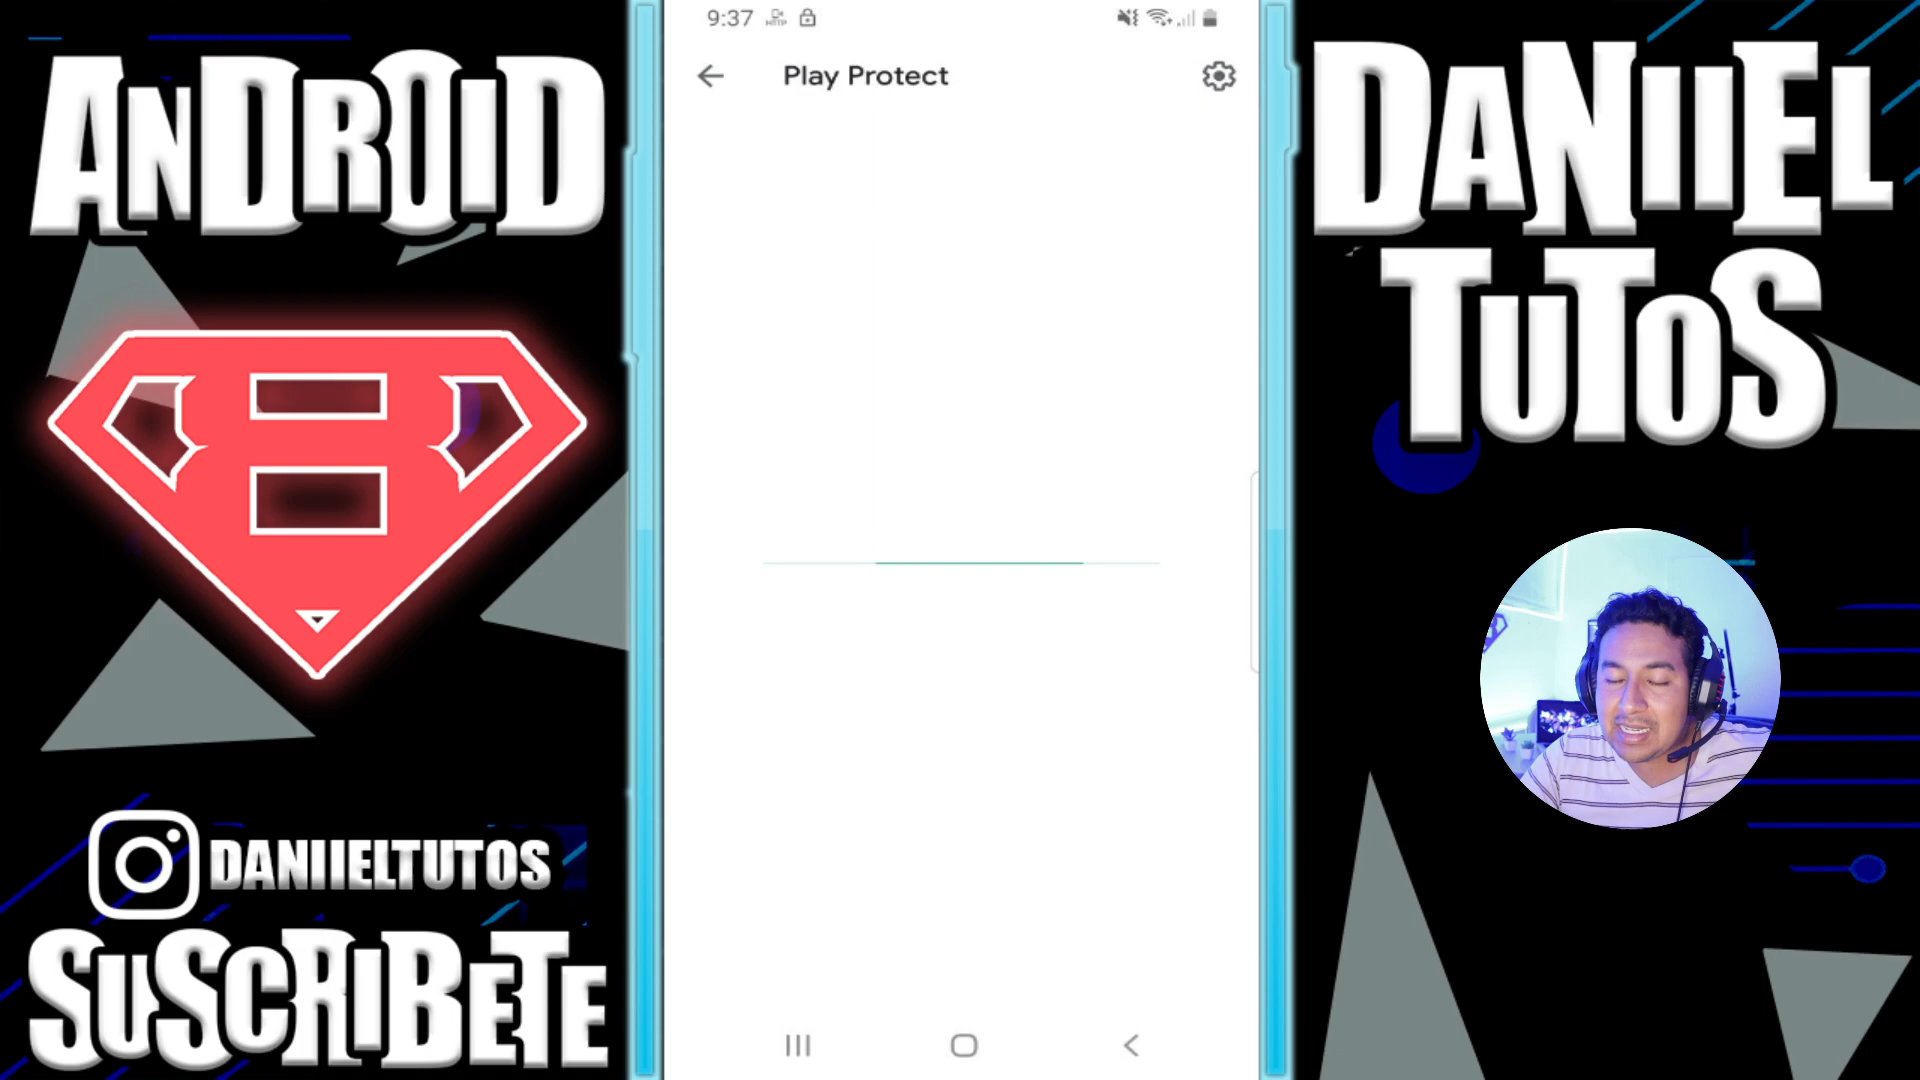 ANDROID
DANIIELTUTOS
SUSCRIBETE
9:37
Play Protect
DANIIEL
TUTOS